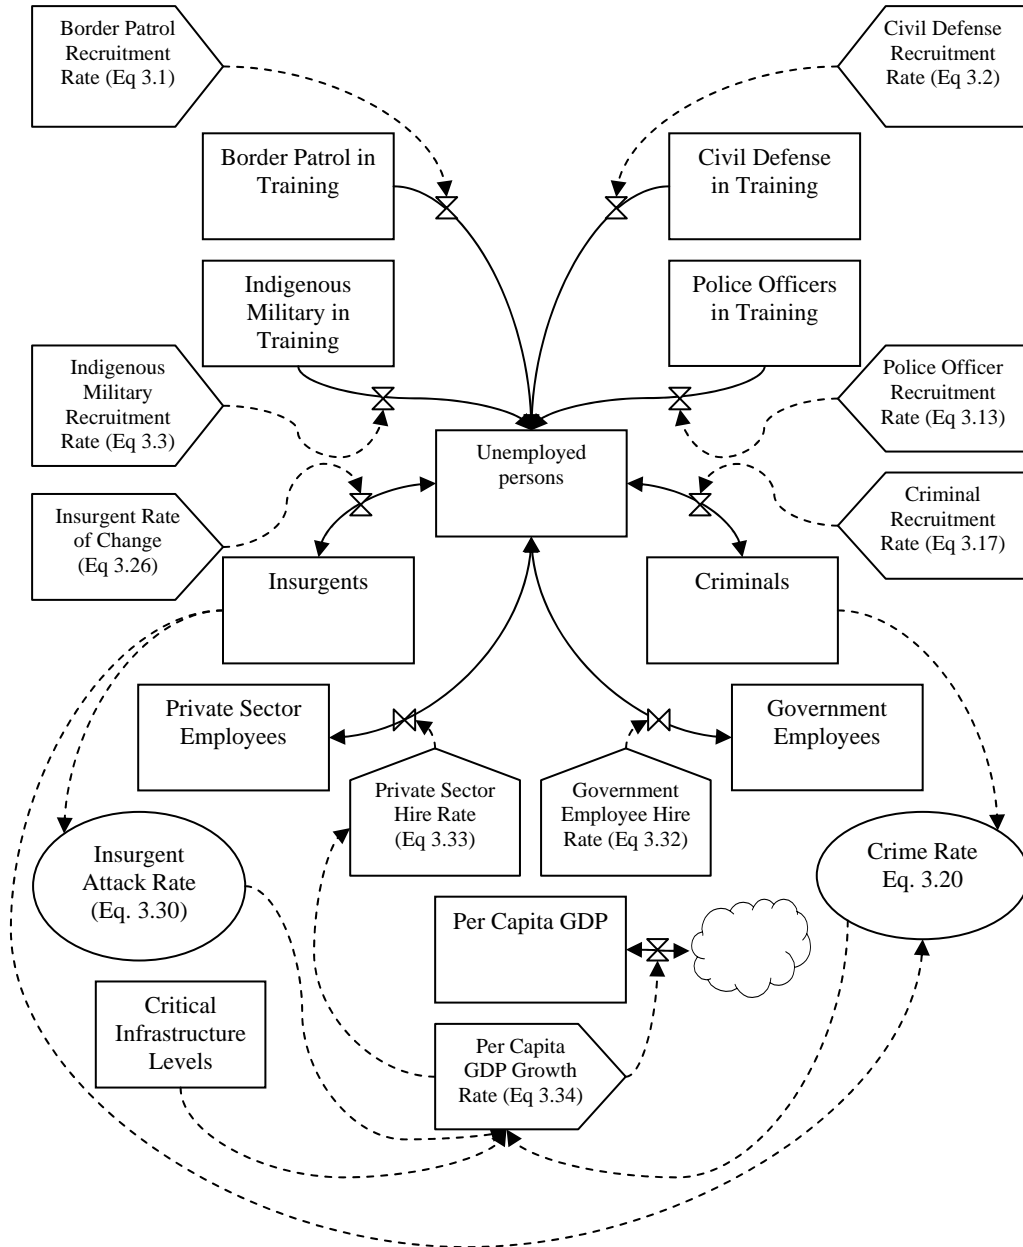 Border Patrol
Recruitment
Rate (Eq 3.1)
Civil Defense
Recruitment
Rate (Eq 3.2)
Border Patrol in
Training
Civil Defense
in Training
Indigenous
Military in
Training
Police Officers
in Training
Indigenous
Military
Recruitment
Rate (Eq 3.3)
Police Officer
Recruitment
Rate (Eq 3.13)
Unemployed
persons
Insurgent Rate
of Change
(Eq 3.26)
Criminal
Recruitment
Rate (Eq 3.17)
Insurgents
Criminals
Private Sector
Employees
Government
Employees
Private Sector
Hire Rate
(Eq 3.33)
Government
Employee Hire
Rate (Eq 3.32)
Insurgent
Attack Rate
(Eq. 3.30)
Crime Rate
Eq. 3.20
Per Capita GDP
Critical
Infrastructure
Levels
Per Capita
GDP Growth
Rate (Eq 3.34)